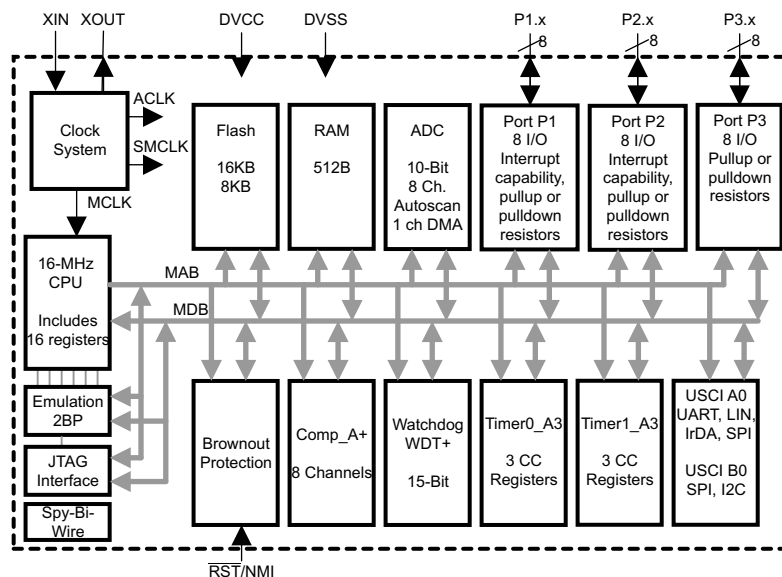 XIN XOUT DVCC DVSS P1.x P2.x P3.x
8 8 8
Clock
System
ACLK
SMCLK
MCLK
Flash
16KB
8KB
RAM
512B
ADC
10-Bit
8 Ch.
Autoscan
1 ch DMA
Port P1
8 I/O
Interrupt
capability,
pullup or
pulldown
resistors
Port P2
8 I/O
Interrupt
capability,
pullup or
pulldown
resistors
Port P3
8 I/O
Pullup or
pulldown
resistors
16-MHz
CPU
Includes
16 registers
MAB
MDB
Emulation
2BP
JTAG
Interface
Spy-Bi-
Wire
Brownout
Protection
Comp_A+
8 Channels
Watchdog
WDT+
15-Bit
Timer0_A3
3 CC
Registers
Timer1_A3
3 CC
Registers
USCI A0
UART, LIN,
IrDA, SPI
USCI B0
SPI, I2C
RST/NMI